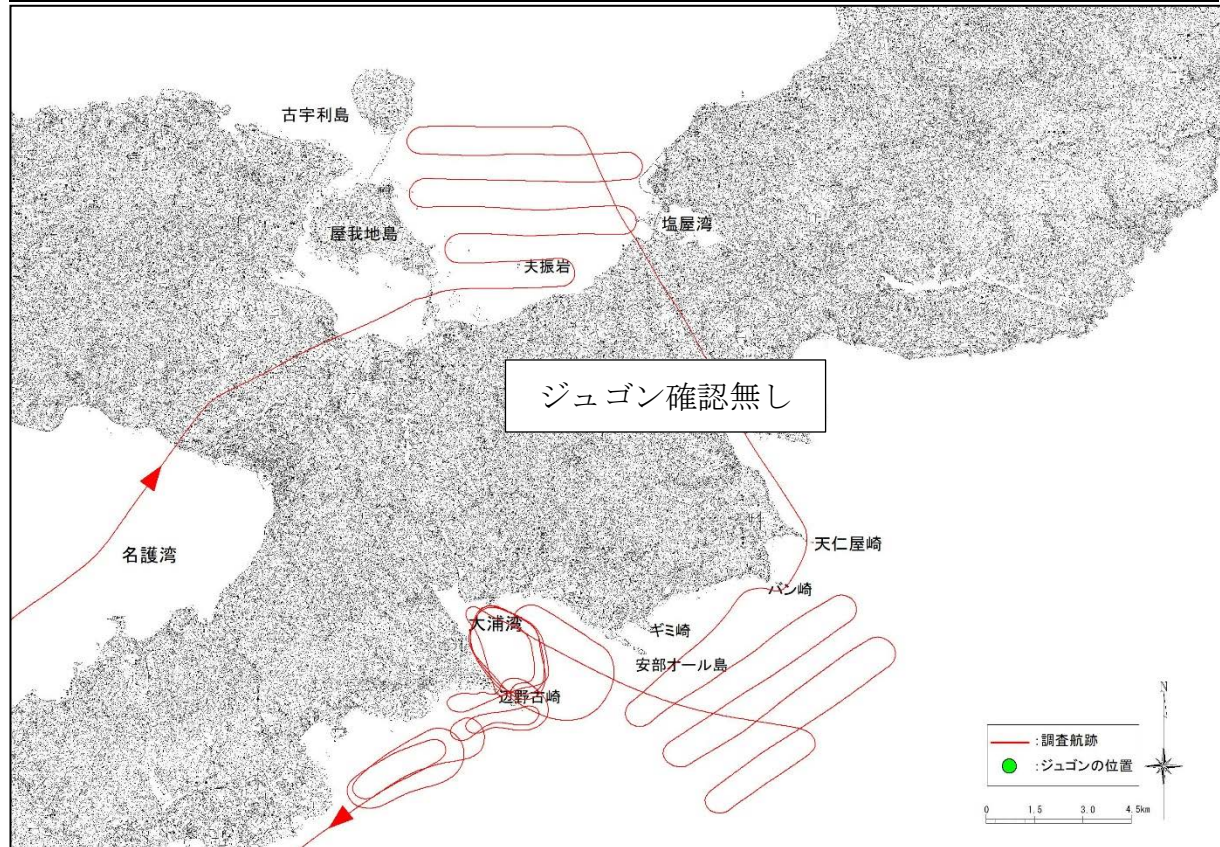 古宇利島
屋我地島
塩屋湾
夫振岩
ジュゴン確認無し
名護湾
天仁屋崎
バン崎
大浦湾
ギミ崎
安部オール島
辺野古崎
N
:調査航跡
:ジュゴンの位置
0 1.5 3.0 4.5km